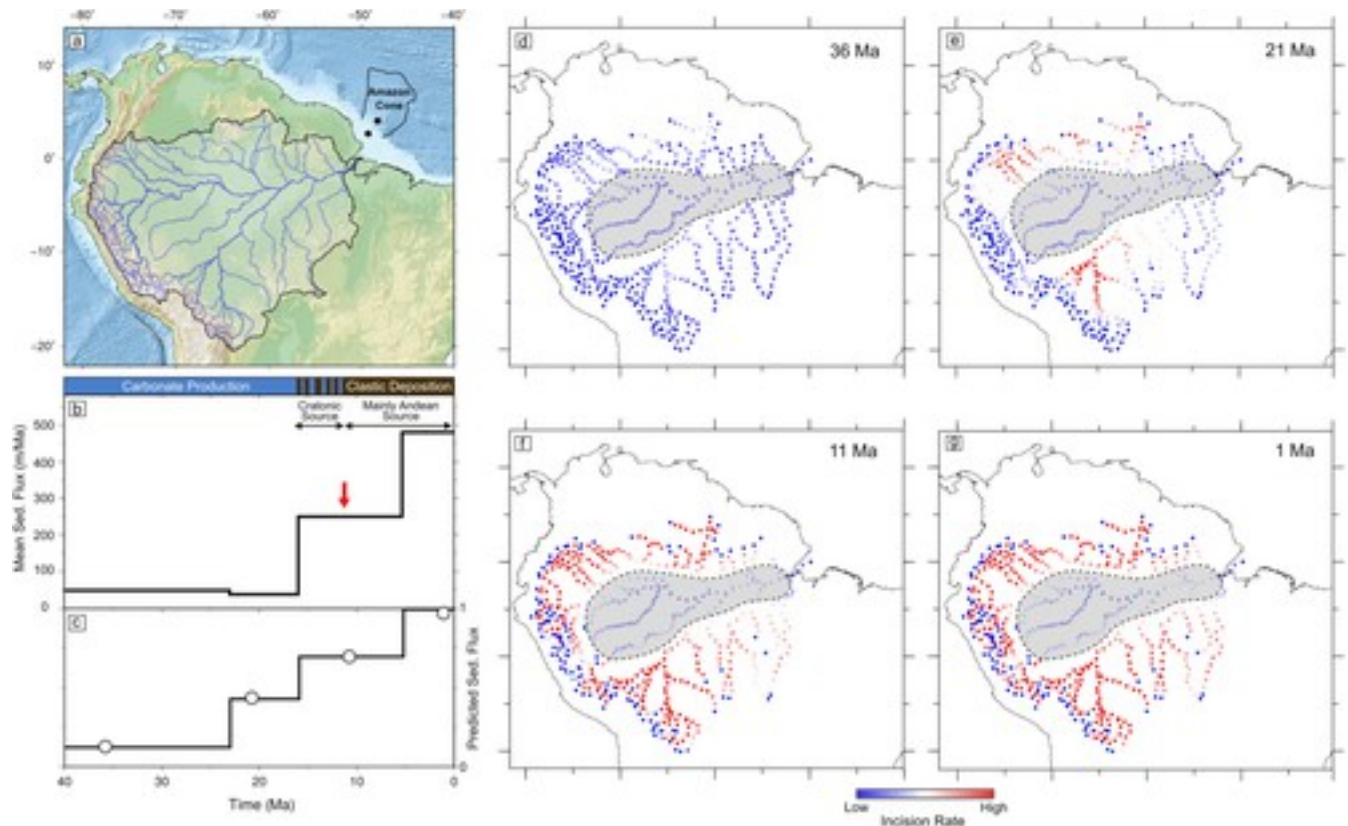 −80° −70° −60° −50° −40°
a
10°
0°
−10°
−20°
Amazon
Cone
Carbonate Production Clastic Deposition
b
Cratonic
Source
Mainly Andean
Source
Mean Sed. Flux (m/Ma)
500
400
300
200
100
0
c
1
0
Predicted Sed. Flux
40 30 20 10 0
Time (Ma)
d
36 Ma
e
21 Ma
f
11 Ma
g
1 Ma
Low High
Incision Rate